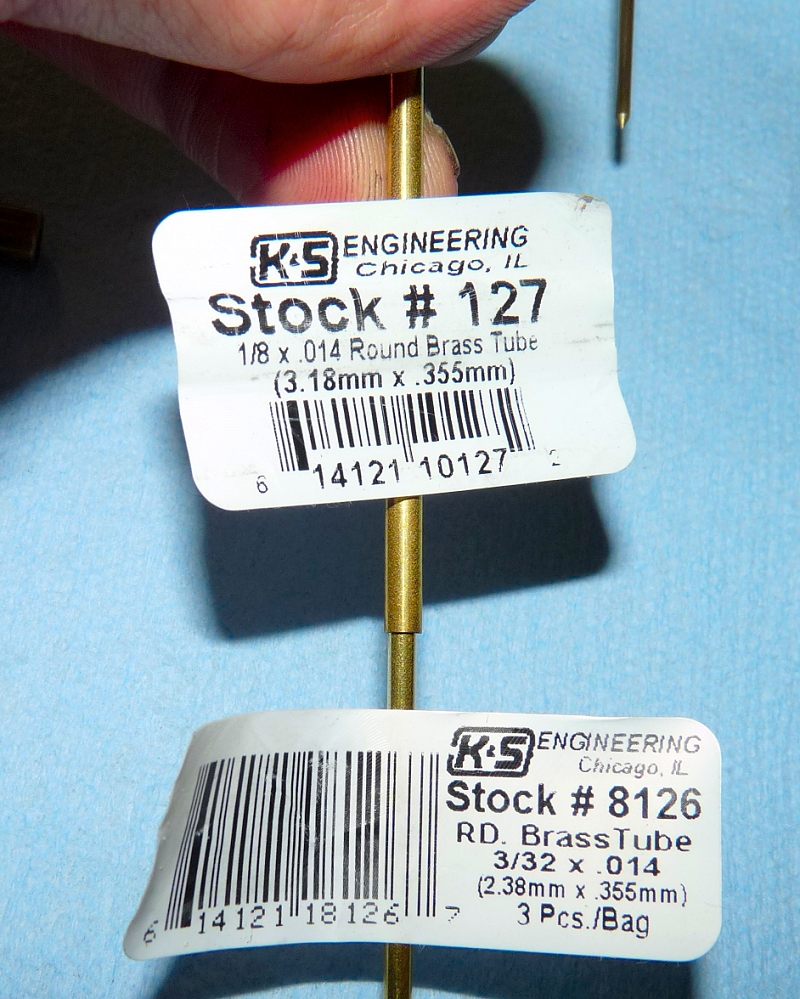 K&S ENGINEERING
Chicago, IL
Stock # 127
1/8 x .014 Round Brass Tube
(3.18mm x .355mm)
6 14121 10127 2
K&S ENGINEERING
Chicago, IL
Stock # 8126
RD. Brass Tube
3/32 x .014
(2.38mm x .355mm)
3 Pcs./Bag
6 14121 18126 7